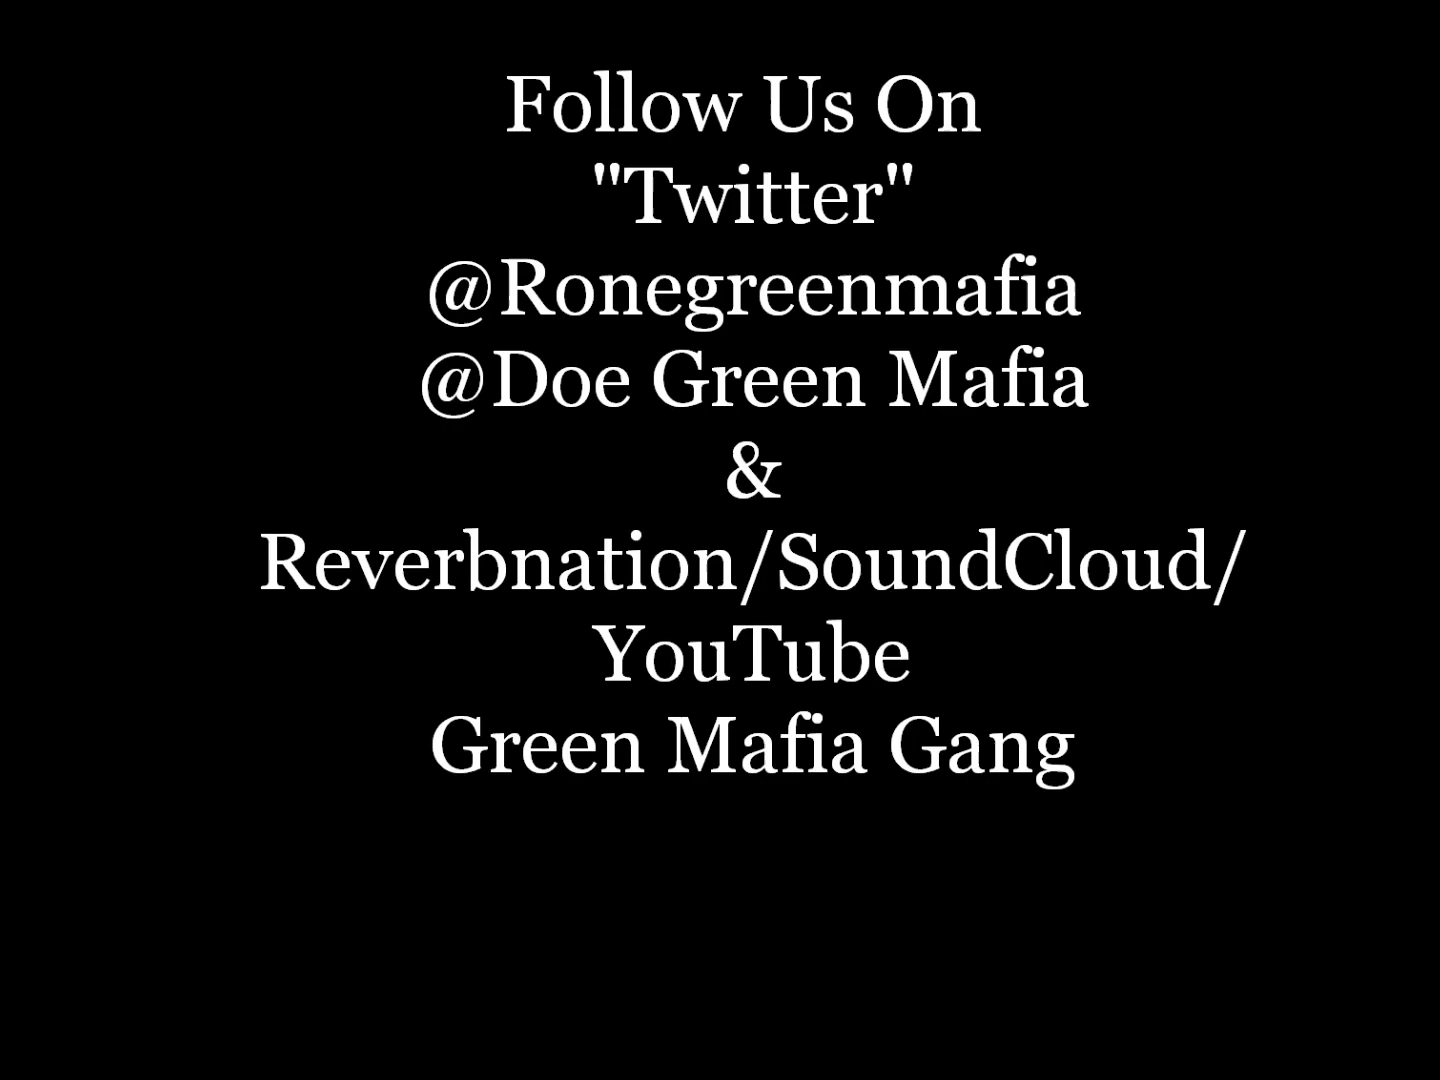 Follow Us On
"Twitter"
@Ronegreenmafia
@Doe Green Mafia
&
Reverbnation/SoundCloud/
YouTube
Green Mafia Gang